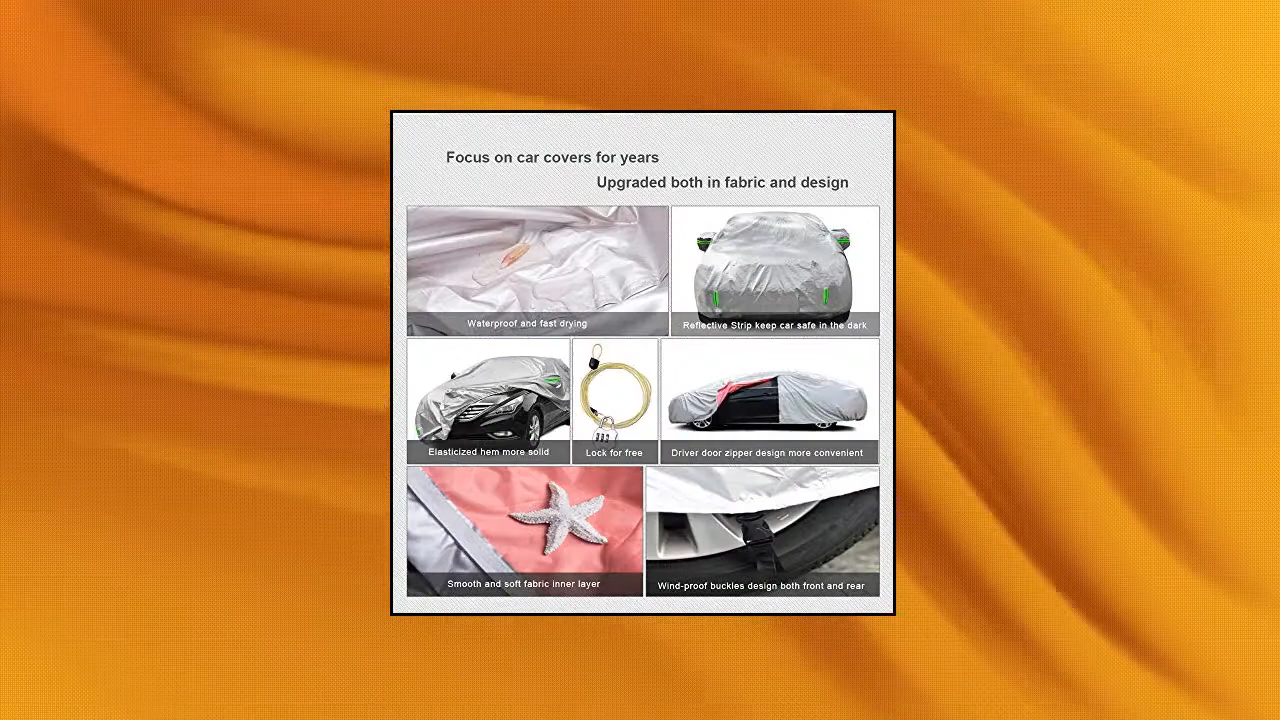 Focus on car covers for years
Upgraded both in fabric and design
Waterproof and fast drying
Reflective Strip keep car safe in the dark
Elasticized hem more solid
Lock for free
Driver door zipper design more convenient
Smooth and soft fabric inner layer
Wind-proof buckles design both front and rear